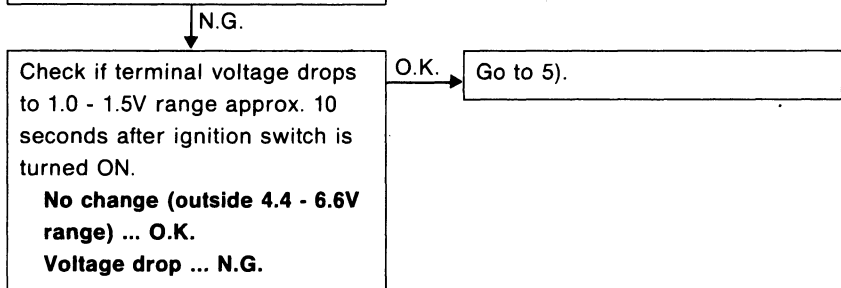 N.G.
Check if terminal voltage drops
to 1.0 - 1.5V range approx. 10
seconds after ignition switch is
turned ON.
No change (outside 4.4 - 6.6V
range) ... O.K.
Voltage drop ... N.G.
O.K.
Go to 5).